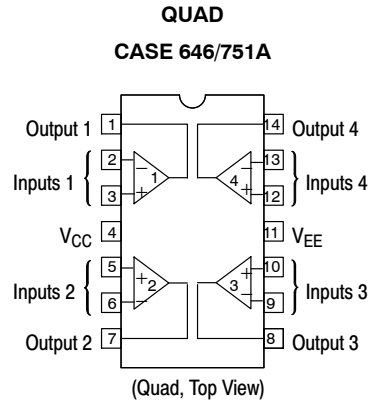 QUAD
CASE 646/751A
Output 1 1 14 Output 4
2 − − 13
Inputs 1 1 4 Inputs 4
3 + + 12
VCC 4 11 VEE
5 + + 10
Inputs 2 2 3 Inputs 3
6 − − 9
Output 2 7 8 Output 3
(Quad, Top View)